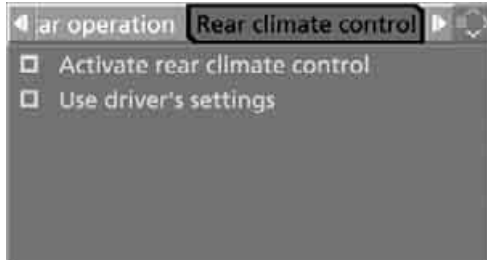 ar operation Rear climate control
Activate rear climate control
Use driver's settings